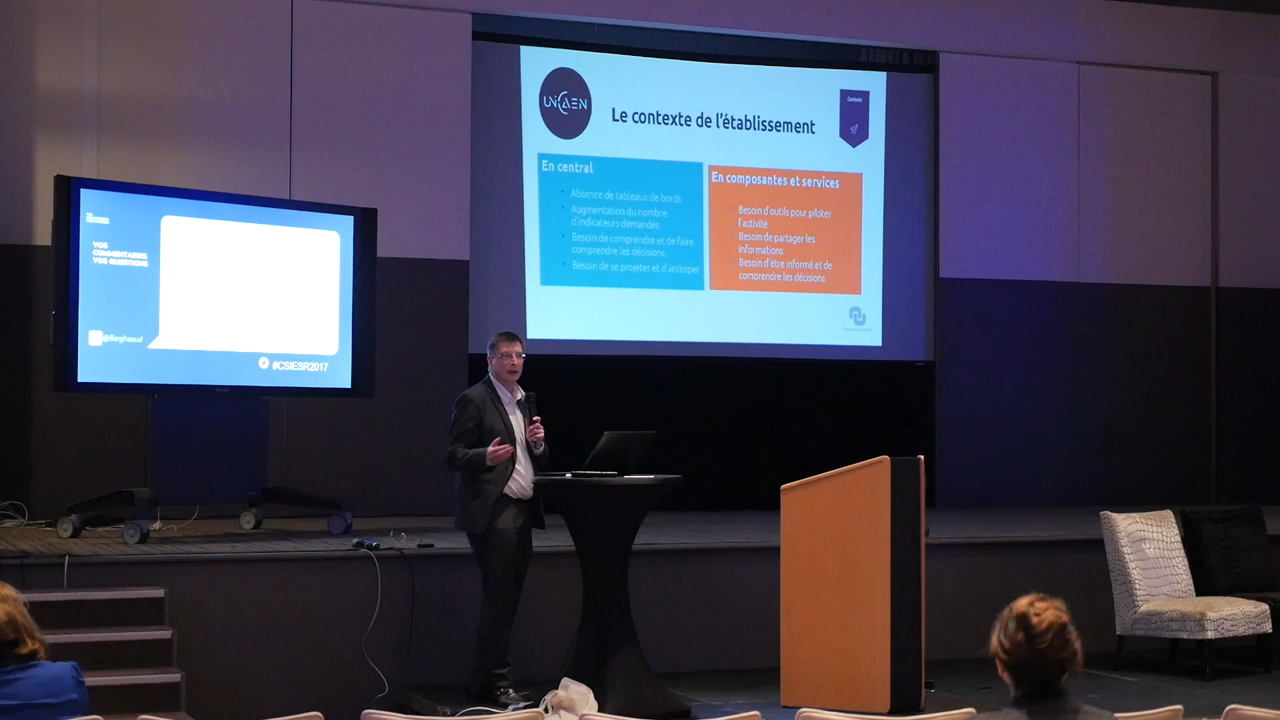 VOS
COMMENTAIRES
VOS QUESTIONS
#CSIESR2017
UNICAEN
Le contexte de l'établissement
Contexte
En central
Absence de tableaux de bords
Augmentation du nombre
d'indicateurs demandés
Besoin de comprendre et de faire
comprendre les décisions
Besoin de se projeter et d'anticiper
En composantes et services
Besoin d'outils pour piloter
l'activité
Besoin de partager les
informations
Besoin d'être informé et de
comprendre les décisions